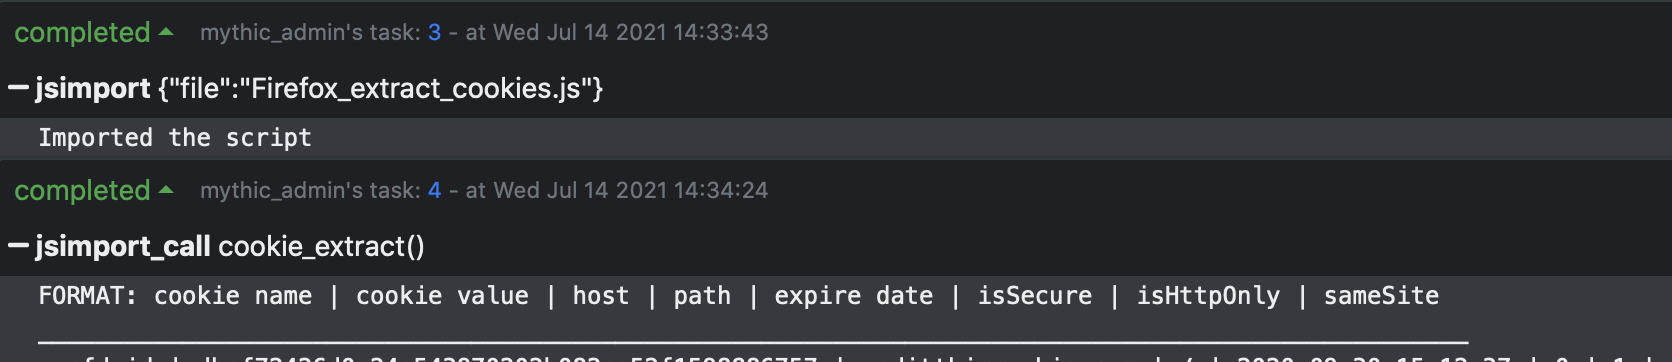 completed mythic_admin's task: 3 - at Wed Jul 14 2021 14:33:43
jsimport {"file":"Firefox_extract_cookies.js"}
Imported the script
completed mythic_admin's task: 4 - at Wed Jul 14 2021 14:34:24
jsimport_call cookie_extract()
FORMAT: cookie name | cookie value | host | path | expire date | isSecure | isHttpOnly | sameSite